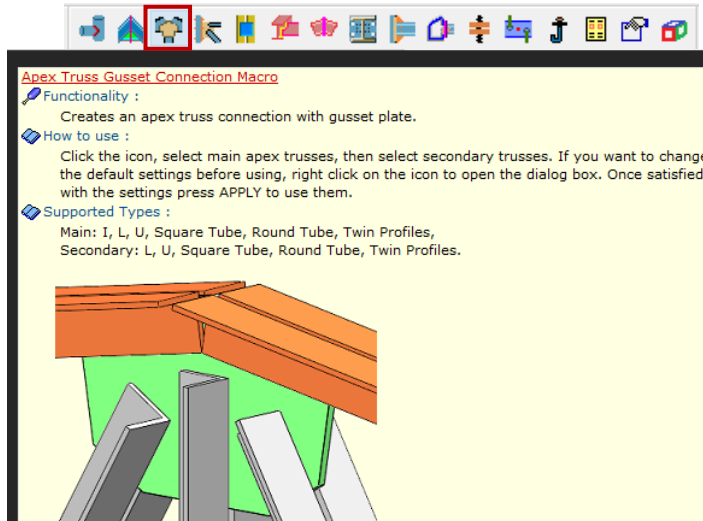 Apex Truss Gusset Connection Macro
Functionality :
Creates an apex truss connection with gusset plate.
How to use :
Click the icon, select main apex trusses, then select secondary trusses. If you want to change
the default settings before using, right click on the icon to open the dialog box. Once satisfied
with the settings press APPLY to use them.
Supported Types :
Main: I, L, U, Square Tube, Round Tube, Twin Profiles,
Secondary: L, U, Square Tube, Round Tube, Twin Profiles.